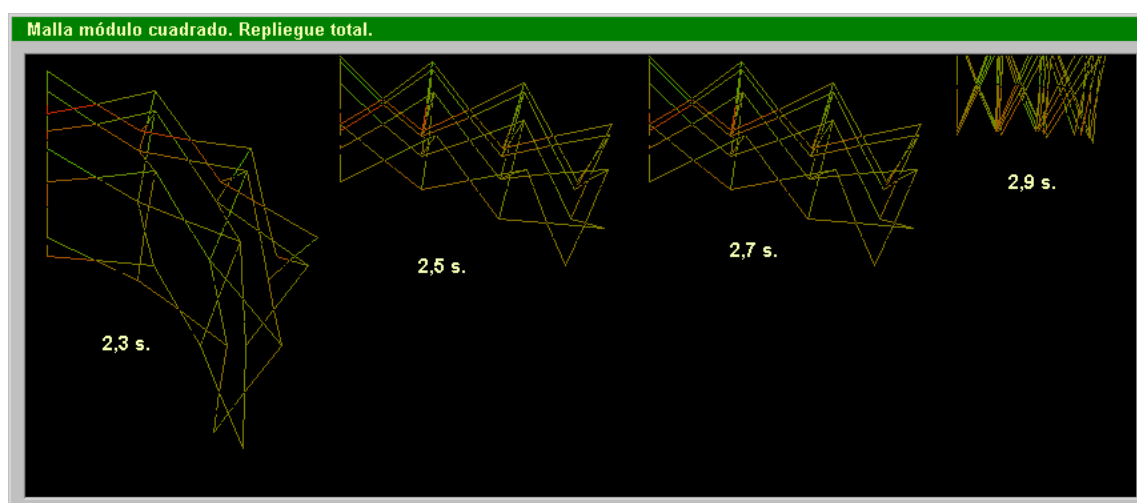 Malla módulo cuadrado. Repliegue total.
2,9 s.
2,7 s.
2,5 s.
2,3 s.